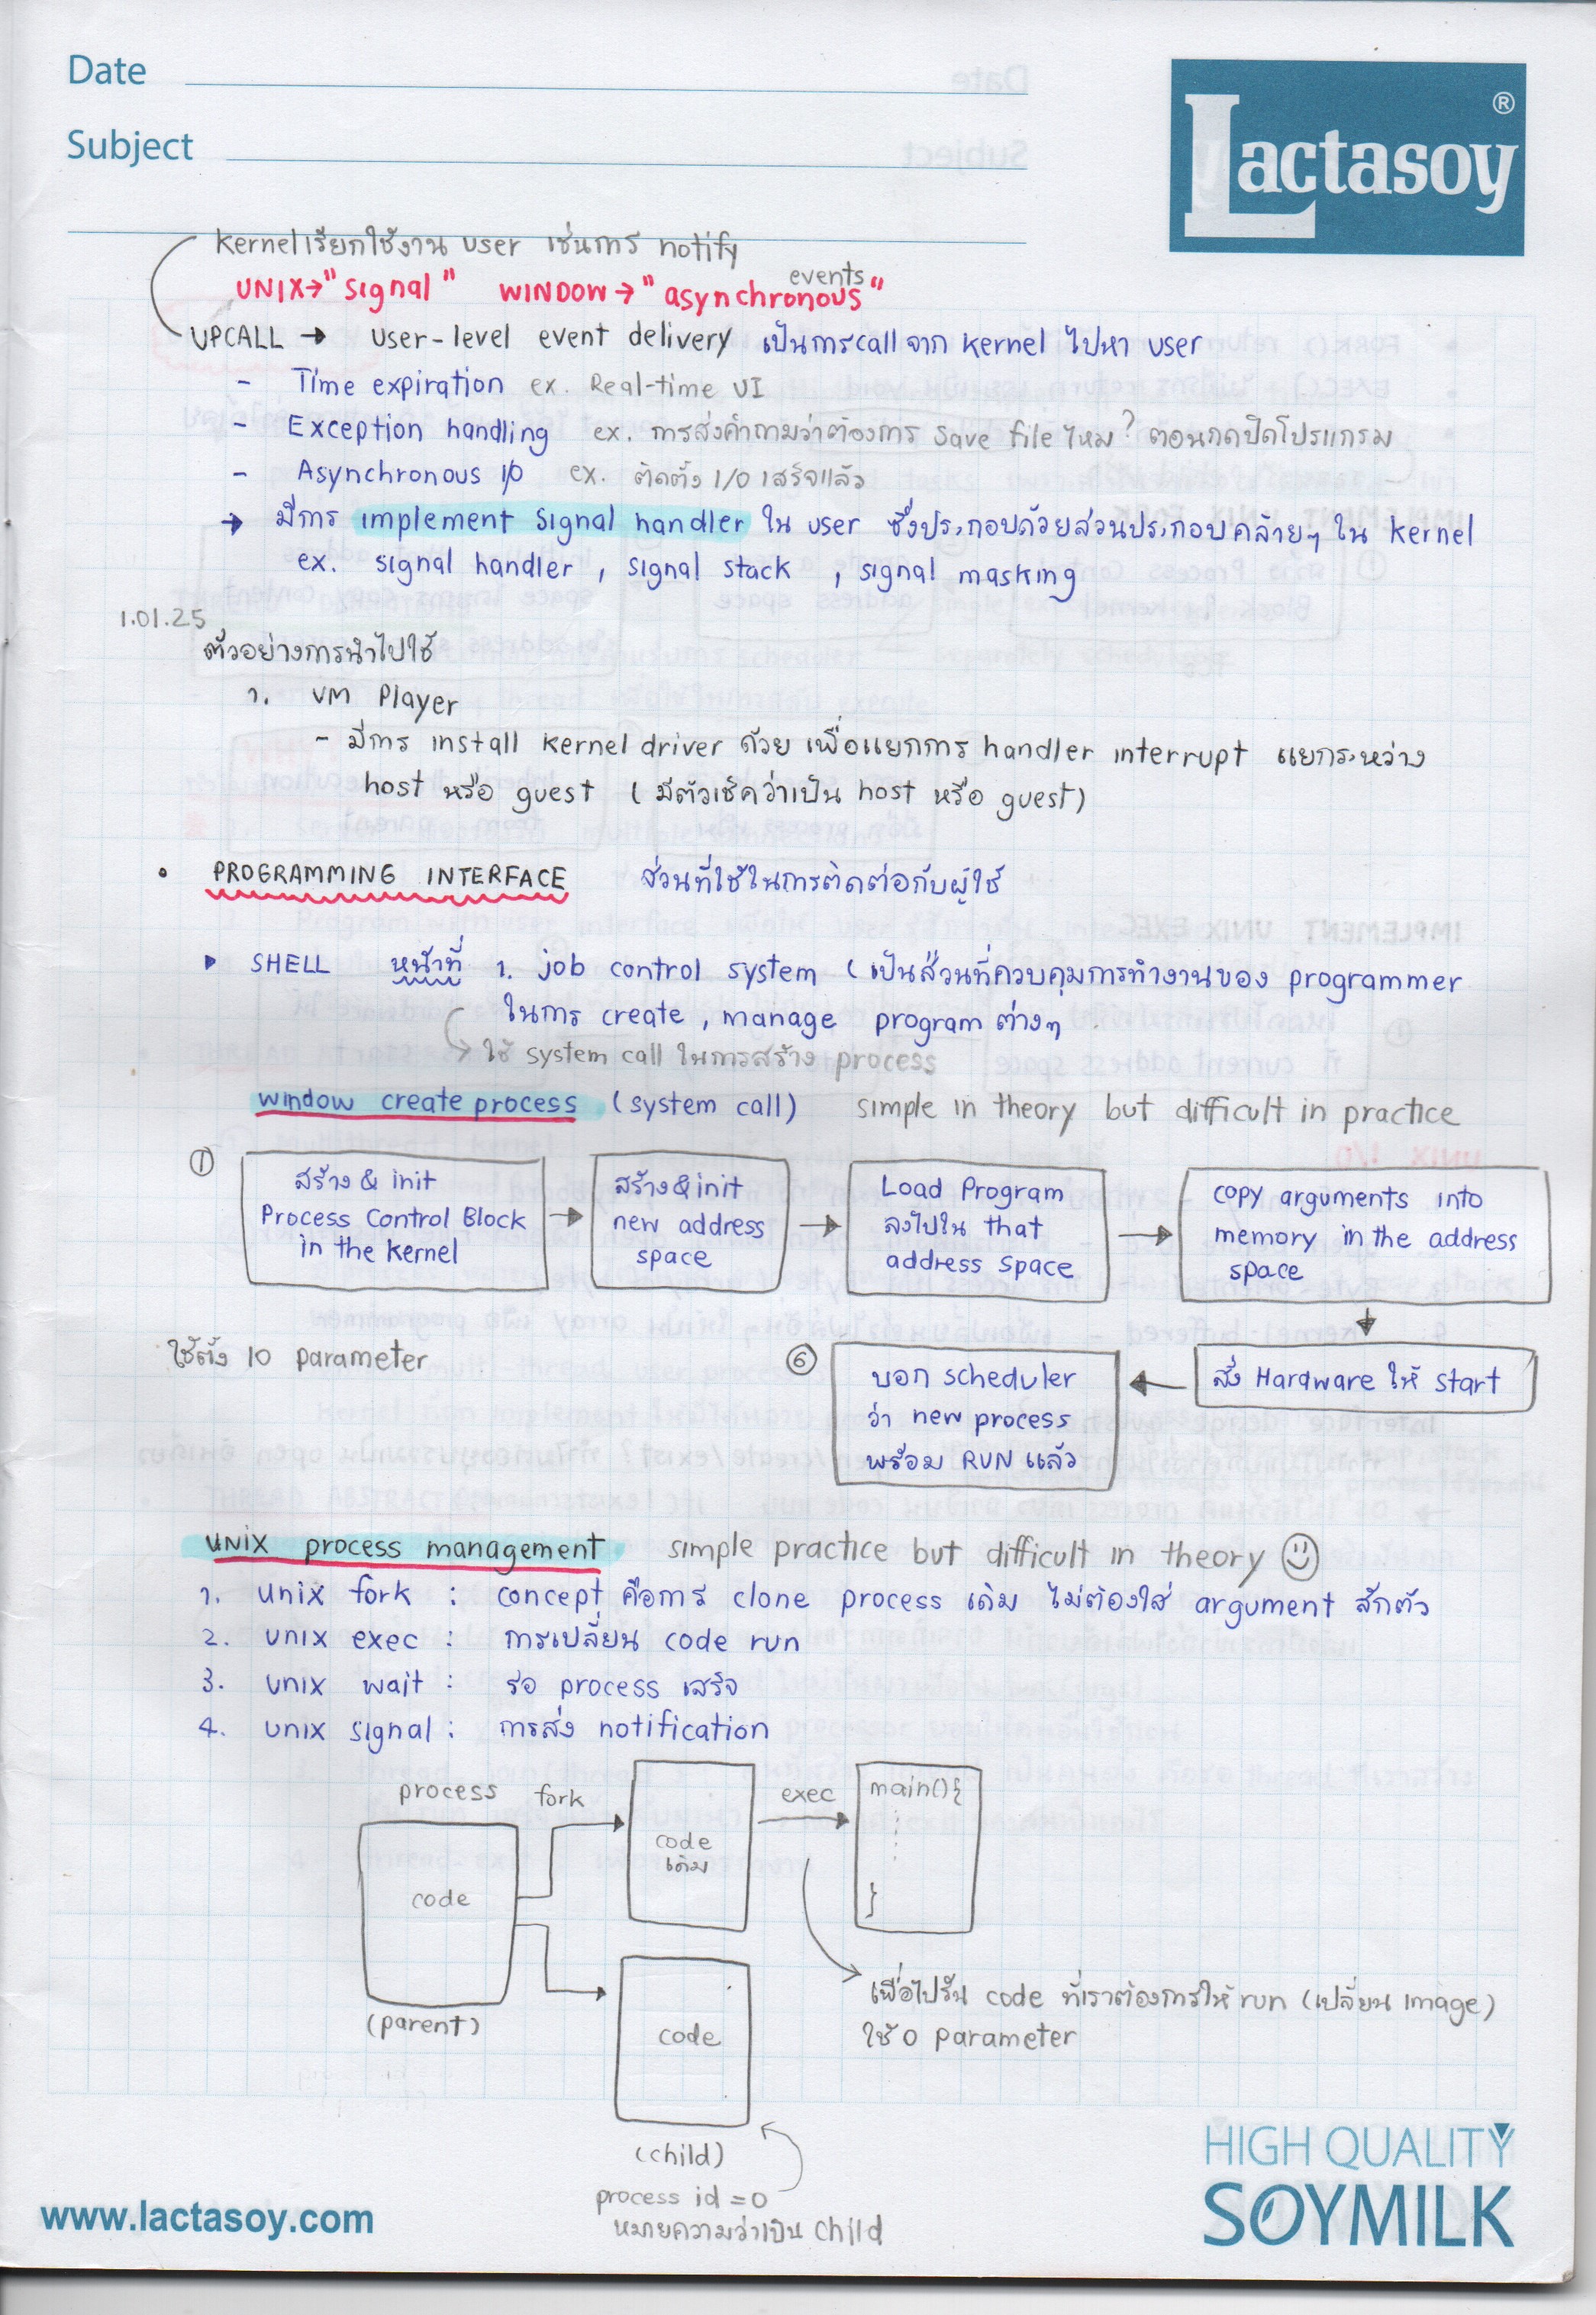 Date
Subject
Lactasoy ®
kernel เรียกใช้งาน user เช่นการ notify
UNIX → "signal" WINDOW → "asynchronous events"
UPCALL → User-level event delivery เป็นการ call จาก kernel ไปหา user
- Time expiration ex. Real-time UI
- Exception handling ex. การส่งคำถามว่าต้องการ save file ไหม? ตอนกดปิดโปรแกรม
- Asynchronous I/O ex. ติดตั้ง I/O เสร็จแล้ว
→ มีการ implement signal handler ใน user ซึ่งประกอบด้วยส่วนประกอบคล้ายๆ ใน kernel
ex. signal handler, signal stack, signal masking
1.01.25
ตัวอย่างการนำไปใช้
1. VM Player
- มีการ install kernel driver ด้วย เพื่อแยกการ handler interrupt แยกระหว่าง
host หรือ guest (มีตัวเช็คว่าเป็น host หรือ guest)
• PROGRAMMING INTERFACE ส่วนที่ใช้ในการติดต่อกับผู้ใช้
▸ SHELL หน้าที่ 1. job control system (เป็นส่วนที่ควบคุมการทำงานของ programmer
ในการ create, manage program ต่างๆ
↳ ใช้ system call ในการสร้าง process
window create process (system call) simple in theory but difficult in practice
①
สร้าง & init
Process Control Block
in the kernel
→
สร้าง & init
new address
space
→
Load Program
ลงไปใน that
address space
→
copy arguments into
memory in the address
space
ใช้ตั้ง 10 parameter
สั่ง Hardware ให้ start
⑥
บอก scheduler
ว่า new process
พร้อม RUN แล้ว
UNIX process management simple practice but difficult in theory
1. unix fork : concept คือการ clone process เดิม ไม่ต้องใส่ argument สักตัว
2. unix exec : การเปลี่ยน code run
3. unix wait : รอ process เสร็จ
4. unix signal : การส่ง notification
process fork
code
(parent)
code
เดิม
exec
main(){
}
เพื่อไปรัน code ที่เราต้องการให้ run (เปลี่ยน image)
ใช้ 0 parameter
code
(child)
process id = 0
หมายความว่าเป็น child
www.lactasoy.com
HIGH QUALITY
SOYMILK